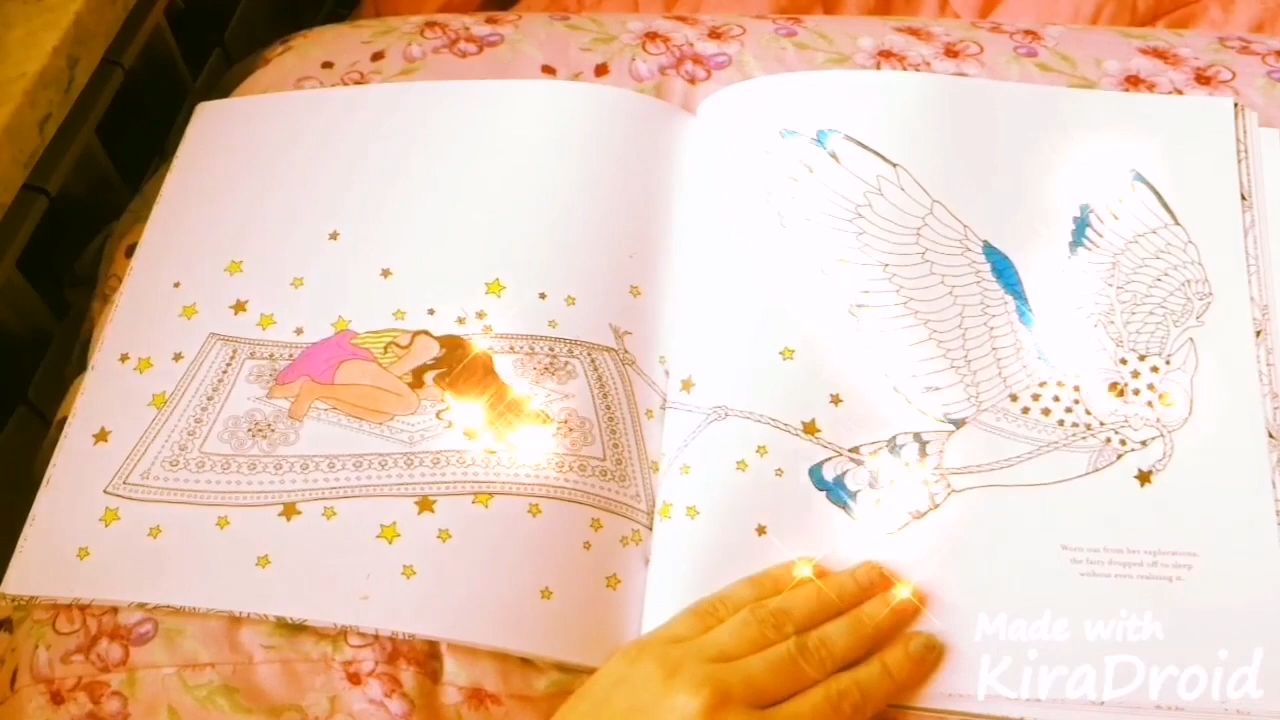 Worn out from her explorations,
the fairy dropped off to sleep
without even realizing it.
Made with
KiraDroid